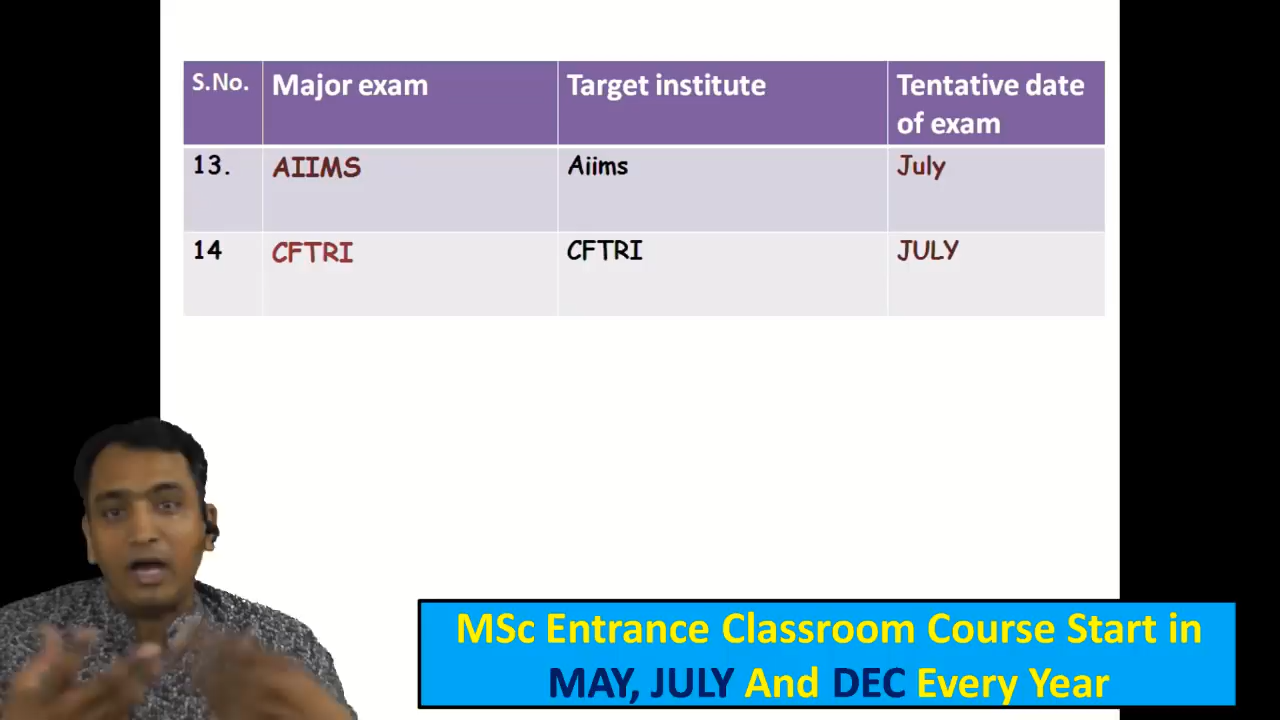 S.No. Major exam Target institute Tentative date
of exam
13. AIIMS Aiims July
14 CFTRI CFTRI JULY
MSc Entrance Classroom Course Start in
MAY, JULY And DEC Every Year